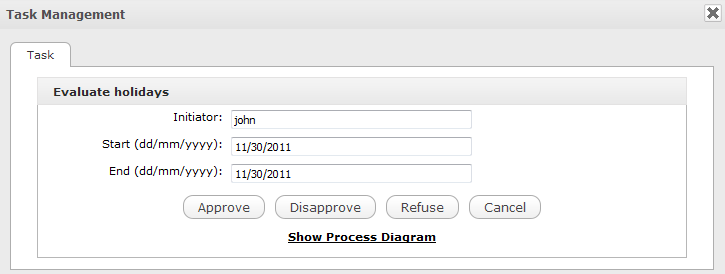 Task Management
Task
Evaluate holidays
Initiator: john
Start (dd/mm/yyyy): 11/30/2011
End (dd/mm/yyyy): 11/30/2011
Approve Disapprove Refuse Cancel
Show Process Diagram